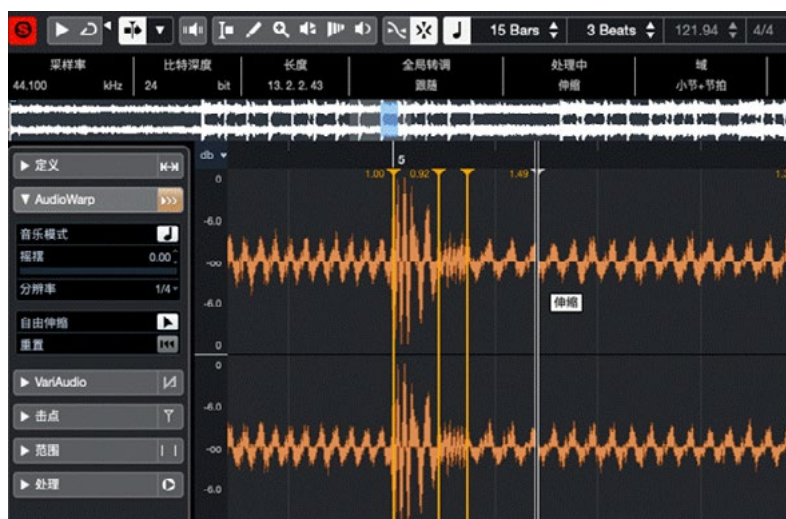 S 15 Bars 3 Beats 121.94 4/4
采样率 比特深度 长度 全局转调 处理中 域
44.100 kHz 24 bit 13. 2. 2. 43 跟随 伸缩 小节+节拍
定义
AudioWarp
音乐模式
摇摆 0.00
分辨率 1/4
自由伸缩
重置
VariAudio
击点
范围
处理
db
5
1.00 0.92 1.49
0
-6.0
-oo
-6.0
0
伸缩
0
-6.0
-oo
-6.0